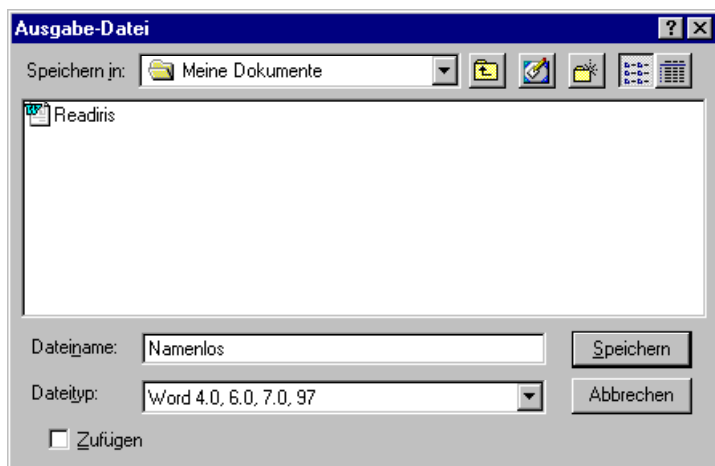 Ausgabe-Datei
Speichern in: Meine Dokumente
Readiris
Dateiname: Namenlos Speichern
Dateityp: Word 4.0, 6.0, 7.0, 97 Abbrechen
Zufügen